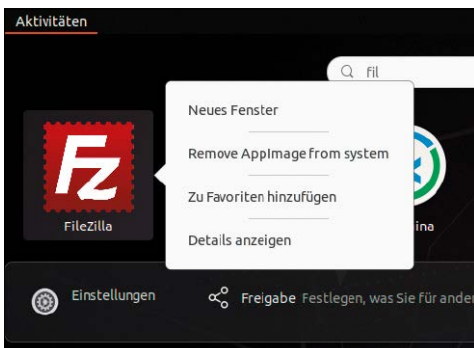 Aktivitäten
fil
Neues Fenster
Remove AppImage from system
Zu Favoriten hinzufügen
Details anzeigen
Fz
FileZilla
ina
Einstellungen
Freigabe Festlegen, was Sie für ander